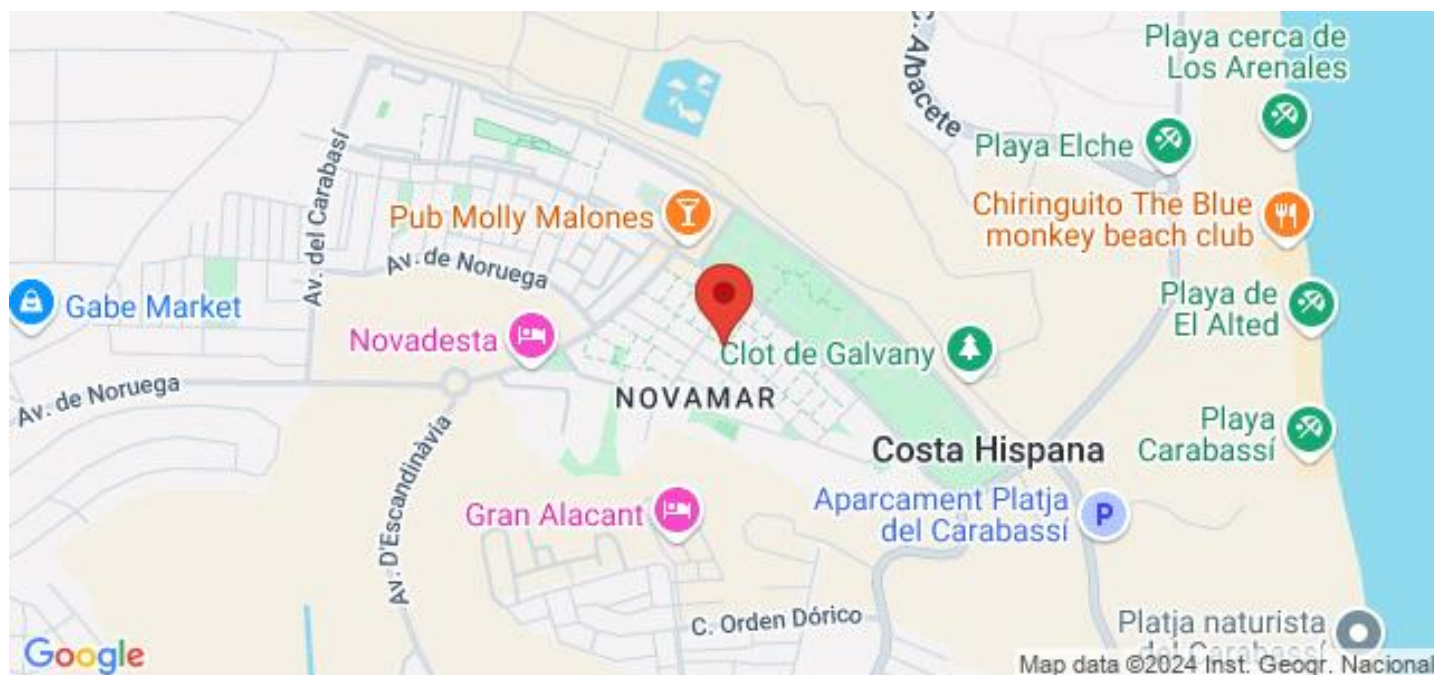 C. Albacete
Playa cerca de
Los Arenales
Playa Elche
Av. del Carabasí
Pub Molly Malones
Chiringuito The Blue
monkey beach club
Av. de Noruega
Gabe Market
Playa de
El Alted
Novadesta
Clot de Galvany
Av. de Noruega
NOVAMAR
Playa
Carabassí
Costa Hispana
Av. D'Escandinàvia
Gran Alacant
Aparcament Platja
del Carabassí
P
C. Orden Dórico
Platja naturista
del Carabassí
Google
Map data ©2024 Inst. Geogr. Nacional